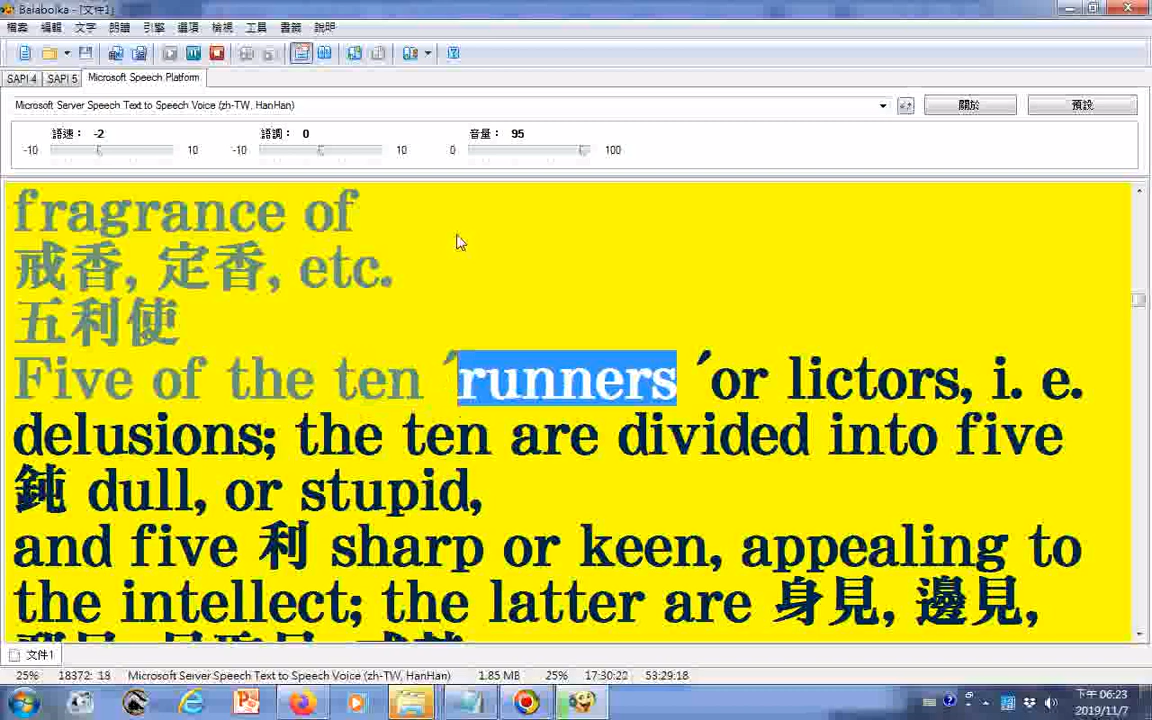 Balabolka - [文件1]
檔案 編輯 文字 朗讀 引擎 選項 檢視 工具 書籤 說明
SAPI 4 SAPI 5 Microsoft Speech Platform
Microsoft Server Speech Text to Speech Voice (zh-TW, HanHan) 關於 預設
語速： -2 語調： 0 音量： 95
-10 10 -10 10 0 100
fragrance of
戒香, 定香, etc.
五利使
Five of the ten ´runners ´or lictors, i. e.
delusions; the ten are divided into five
鈍 dull, or stupid,
and five 利 sharp or keen, appealing to
the intellect; the latter are 身見, 邊見,
文件1
25% 18372: 18 Microsoft Server Speech Text to Speech Voice (zh-TW, HanHan) 1.85 MB 25% 17:30:22 53:29:18
下午 06:23
2019/11/7